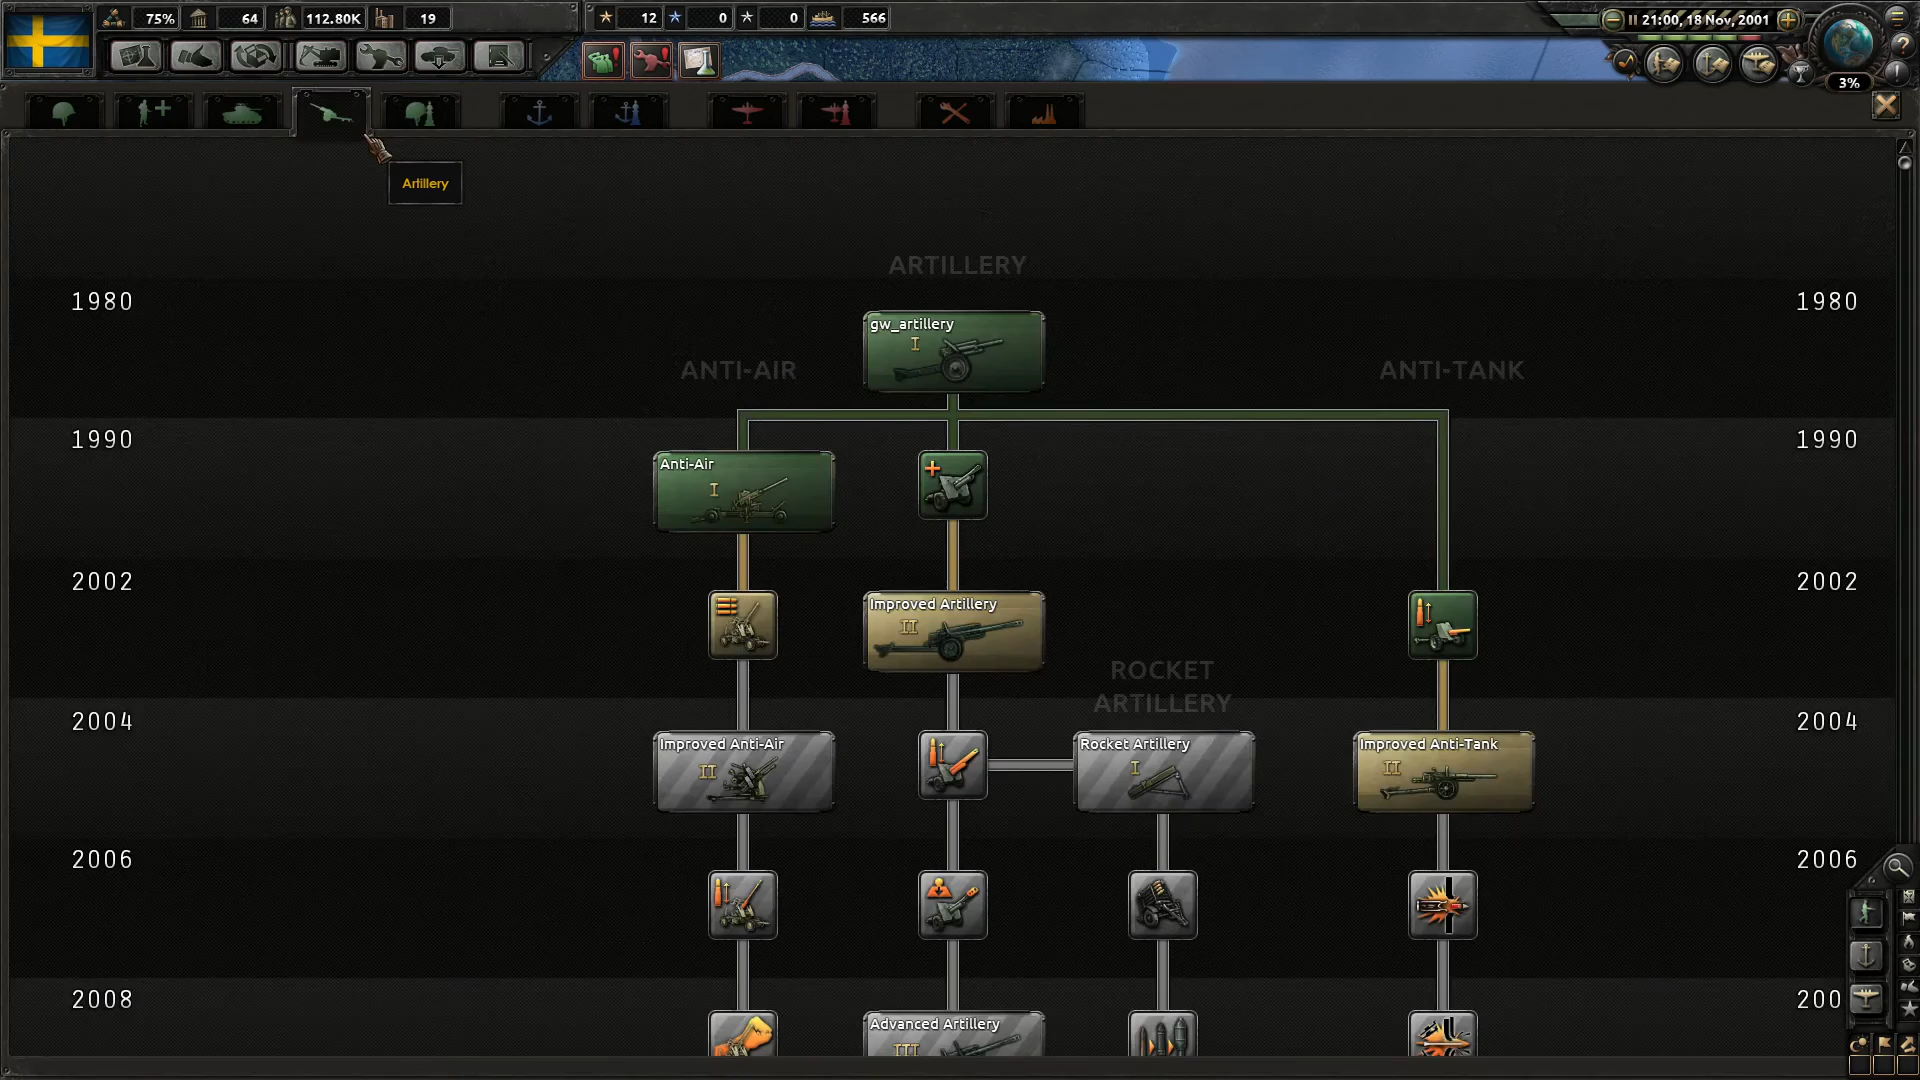 75%
64
112.80K
19
12
0
0
566
21:00, 18 Nov, 2001
3%
Artillery
ARTILLERY
1980
1980
gw_artillery
I
ANTI-AIR
ANTI-TANK
1990
1990
Anti-Air
I
2002
2002
Improved Artillery
II
ROCKET
ARTILLERY
2004
2004
Improved Anti-Air
II
Rocket Artillery
I
Improved Anti-Tank
II
2006
2006
2008
200
Advanced Artillery
III